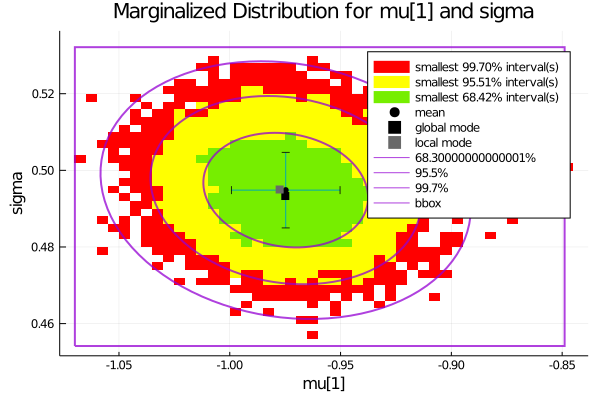 Marginalized Distribution for mu[1] and sigma
smallest 99.70% interval(s)
smallest 95.51% interval(s)
smallest 68.42% interval(s)
mean
global mode
local mode
68.30000000000001%
95.5%
99.7%
bbox
sigma
0.52
0.50
0.48
0.46
-1.05
-1.00
-0.95
-0.90
-0.85
mu[1]